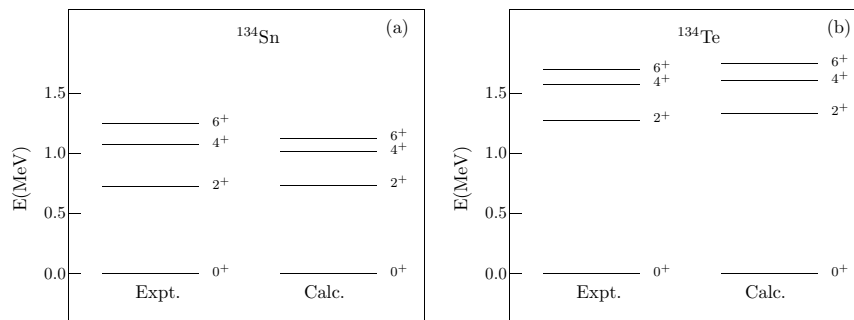 (a)
¹³⁴Sn
E(MeV)
1.5
1.0
0.5
0.0
6⁺
4⁺
2⁺
0⁺
6⁺
4⁺
2⁺
0⁺
Expt.
Calc.
(b)
¹³⁴Te
E(MeV)
1.5
1.0
0.5
0.0
6⁺
4⁺
2⁺
0⁺
6⁺
4⁺
2⁺
0⁺
Expt.
Calc.